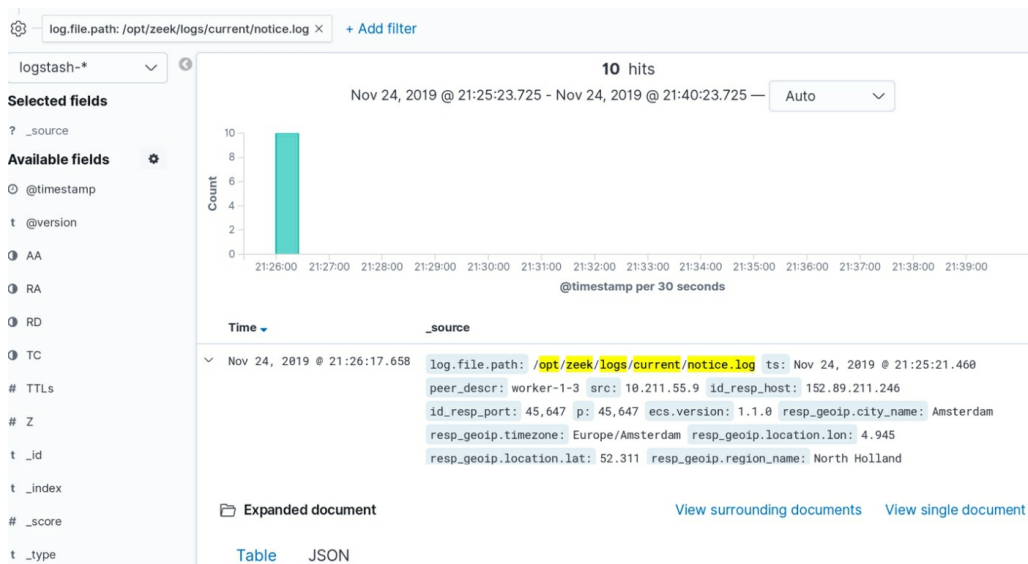 log.file.path: /opt/zeek/logs/current/notice.log × + Add filter
logstash-*
10 hits
Nov 24, 2019 @ 21:25:23.725 - Nov 24, 2019 @ 21:40:23.725 — Auto
Selected fields
? _source
Available fields
@timestamp
t @version
AA
RA
RD
TC
# TTLs
# Z
t _id
t _index
# _score
t _type
Count
10
8
6
4
2
0
21:26:00 21:27:00 21:28:00 21:29:00 21:30:00 21:31:00 21:32:00 21:33:00 21:34:00 21:35:00 21:36:00 21:37:00 21:38:00 21:39:00
@timestamp per 30 seconds
Time _source
Nov 24, 2019 @ 21:26:17.658 log.file.path: /opt/zeek/logs/current/notice.log ts: Nov 24, 2019 @ 21:25:21.460
peer_descr: worker-1-3 src: 10.211.55.9 id_resp_host: 152.89.211.246
id_resp_port: 45,647 p: 45,647 ecs.version: 1.1.0 resp_geoip.city_name: Amsterdam
resp_geoip.timezone: Europe/Amsterdam resp_geoip.location.lon: 4.945
resp_geoip.location.lat: 52.311 resp_geoip.region_name: North Holland
Expanded document View surrounding documents View single document
Table JSON